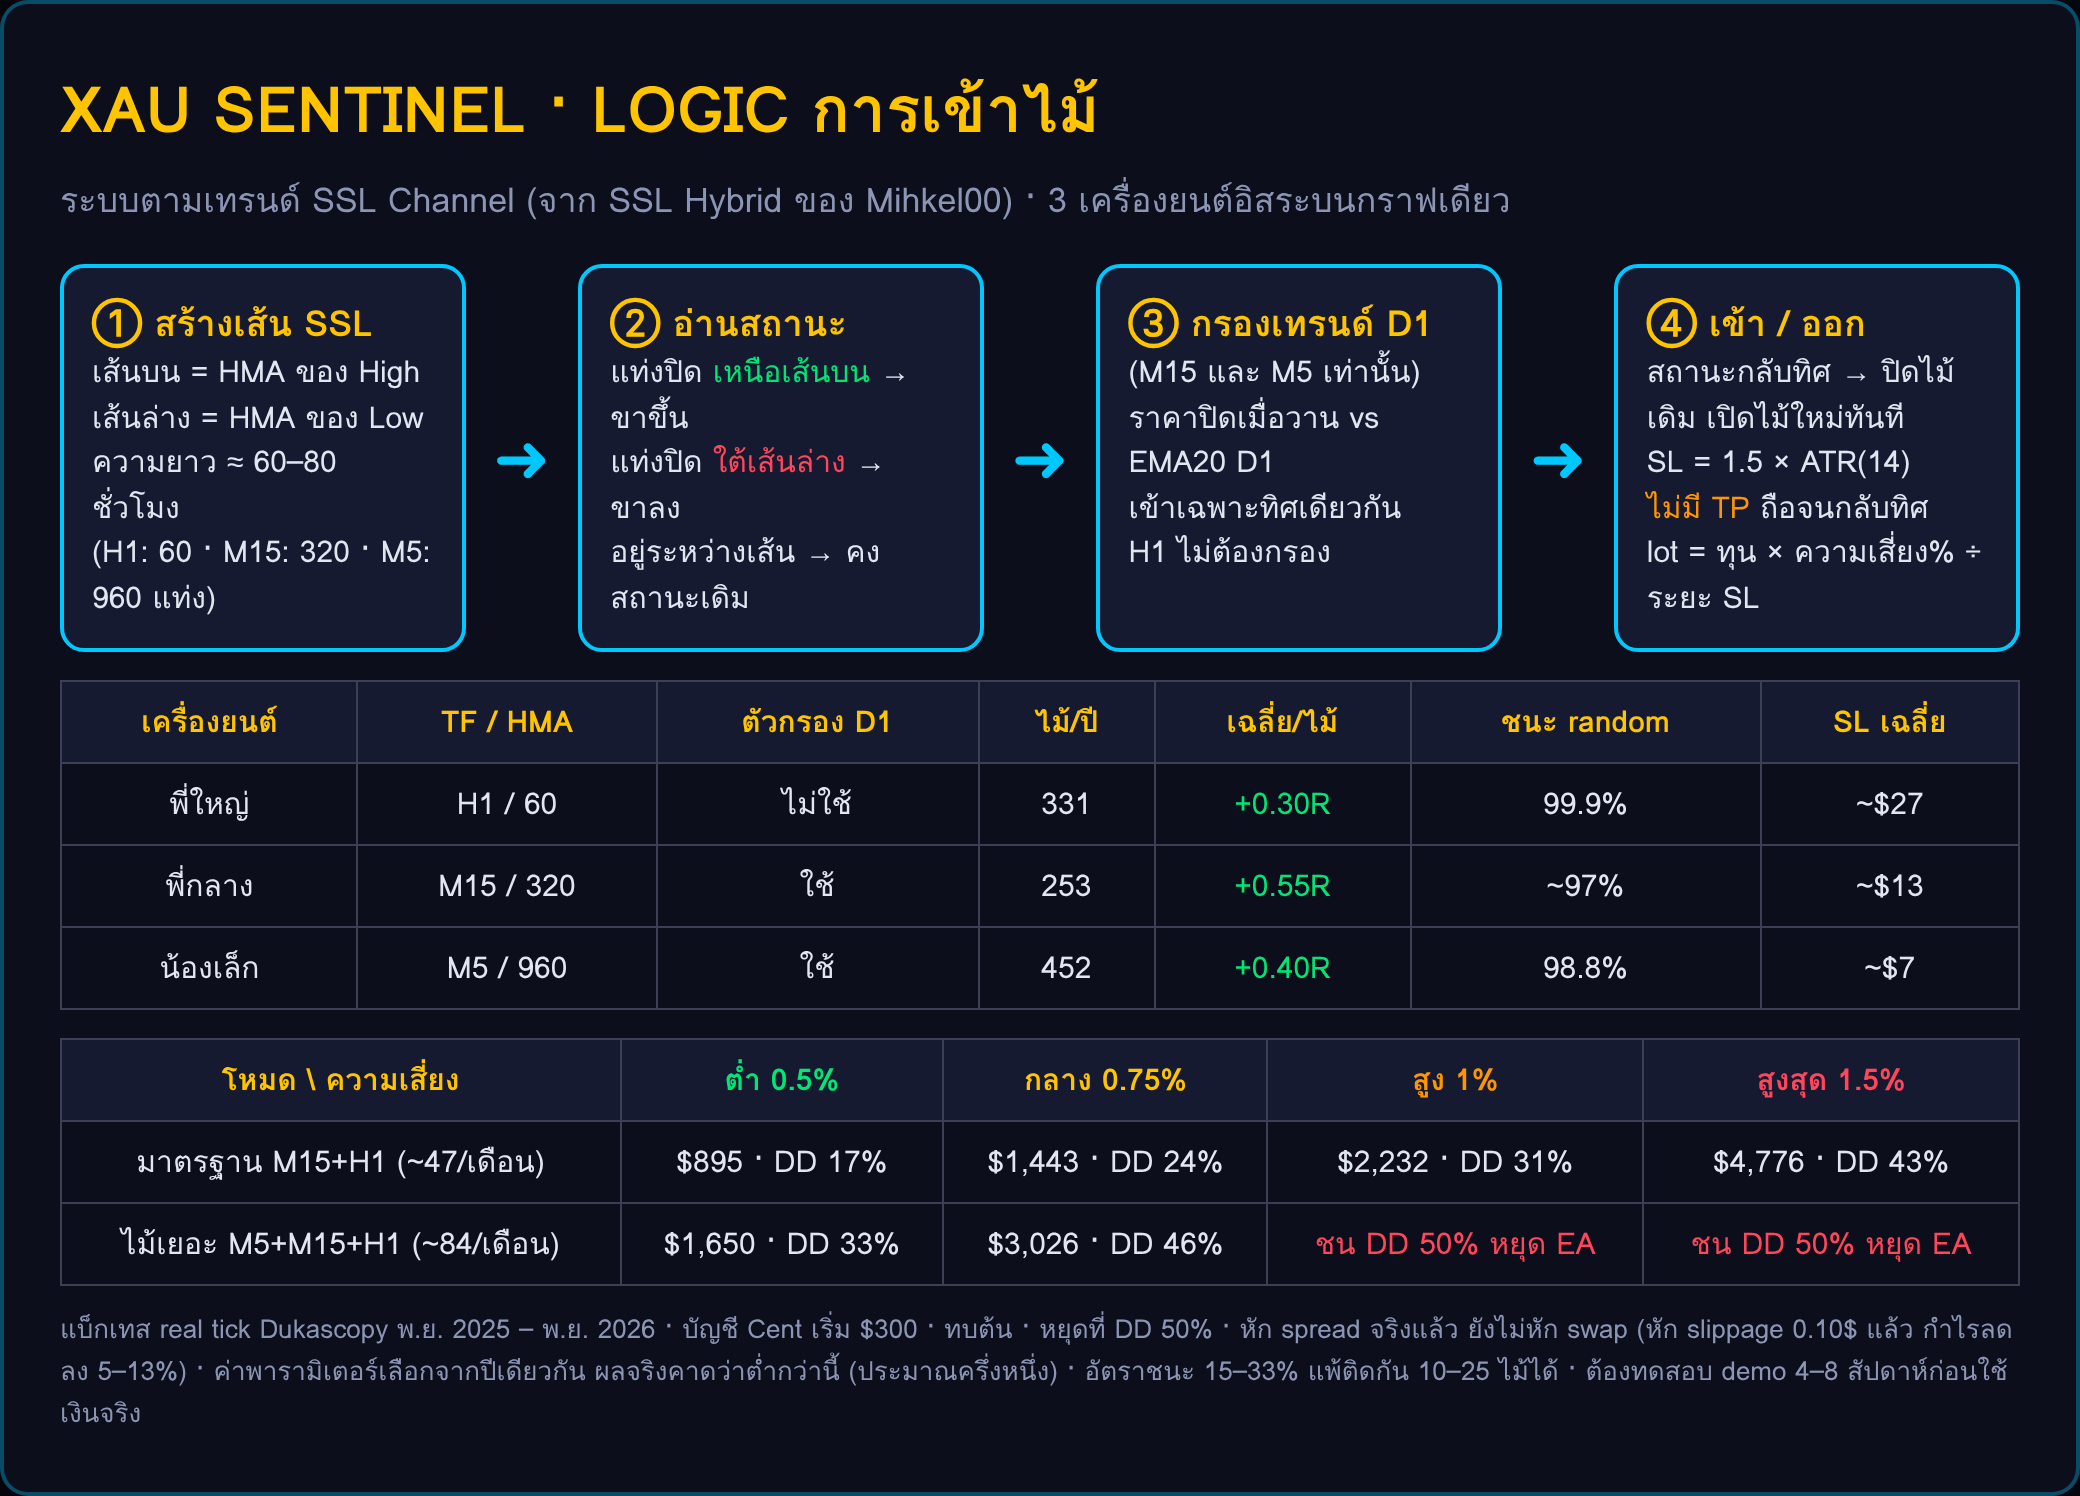 XAU SENTINEL · LOGIC การเข้าไม้
ระบบตามเทรนด์ SSL Channel (จาก SSL Hybrid ของ Mihkel00) · 3 เครื่องยนต์อิสระบนกราฟเดียว
① สร้างเส้น SSL
เส้นบน = HMA ของ High
เส้นล่าง = HMA ของ Low
ความยาว ≈ 60–80
ชั่วโมง
(H1: 60 · M15: 320 · M5:
960 แท่ง)
➜
② อ่านสถานะ
แท่งปิด เหนือเส้นบน →
ขาขึ้น
แท่งปิด ใต้เส้นล่าง →
ขาลง
อยู่ระหว่างเส้น → คง
สถานะเดิม
➜
③ กรองเทรนด์ D1
(M15 และ M5 เท่านั้น)
ราคาปิดเมื่อวาน vs
EMA20 D1
เข้าเฉพาะทิศเดียวกัน
H1 ไม่ต้องกรอง
➜
④ เข้า / ออก
สถานะกลับทิศ → ปิดไม้
เดิม เปิดไม้ใหม่ทันที
SL = 1.5 × ATR(14)
ไม่มี TP ถือจนกลับทิศ
lot = ทุน × ความเสี่ยง% ÷
ระยะ SL
เครื่องยนต์ TF / HMA ตัวกรอง D1 ไม้/ปี เฉลี่ย/ไม้ ชนะ random SL เฉลี่ย
พี่ใหญ่ H1 / 60 ไม่ใช้ 331 +0.30R 99.9% ~$27
พี่กลาง M15 / 320 ใช้ 253 +0.55R ~97% ~$13
น้องเล็ก M5 / 960 ใช้ 452 +0.40R 98.8% ~$7
โหมด \ ความเสี่ยง ต่ำ 0.5% กลาง 0.75% สูง 1% สูงสุด 1.5%
มาตรฐาน M15+H1 (~47/เดือน) $895 · DD 17% $1,443 · DD 24% $2,232 · DD 31% $4,776 · DD 43%
ไม้เยอะ M5+M15+H1 (~84/เดือน) $1,650 · DD 33% $3,026 · DD 46% ชน DD 50% หยุด EA ชน DD 50% หยุด EA
แบ็กเทส real tick Dukascopy พ.ย. 2025 – พ.ย. 2026 · บัญชี Cent เริ่ม $300 · ทบต้น · หยุดที่ DD 50% · หัก spread จริงแล้ว ยังไม่หัก swap (หัก slippage 0.10$ แล้ว กำไรลด
ลง 5–13%) · ค่าพารามิเตอร์เลือกจากปีเดียวกัน ผลจริงคาดว่าต่ำกว่านี้ (ประมาณครึ่งหนึ่ง) · อัตราชนะ 15–33% แพ้ติดกัน 10–25 ไม้ได้ · ต้องทดสอบ demo 4–8 สัปดาห์ก่อนใช้
เงินจริง